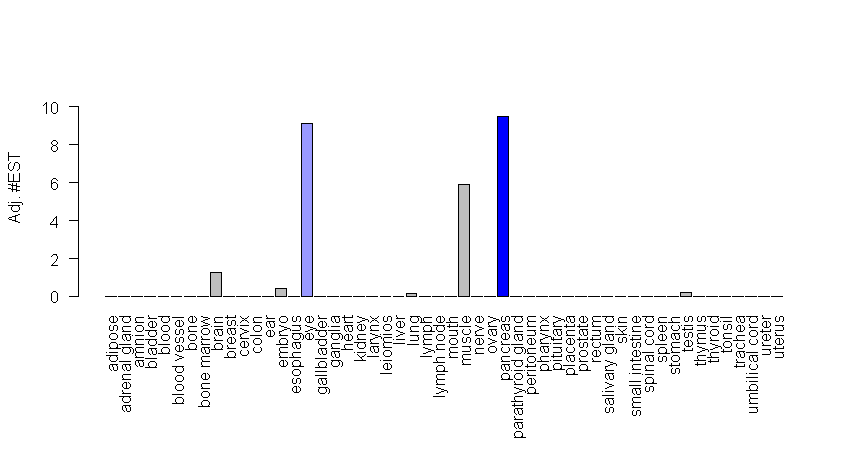 Adj. #EST
10
8
6
4
2
0
adipose
adrenal gland
amnion
bladder
blood
blood vessel
bone
bone marrow
brain
breast
cervix
colon
ear
embryo
esophagus
eye
gallbladder
ganglia
heart
kidney
larynx
leiomios
liver
lung
lymph
lymph node
mouth
muscle
nerve
ovary
pancreas
parathyroid gland
peritoneum
pharynx
pituitary
placenta
prostate
rectum
salivary gland
skin
small intestine
spinal cord
spleen
stomach
testis
thymus
thyroid
tonsil
trachea
umbilical cord
ureter
uterus